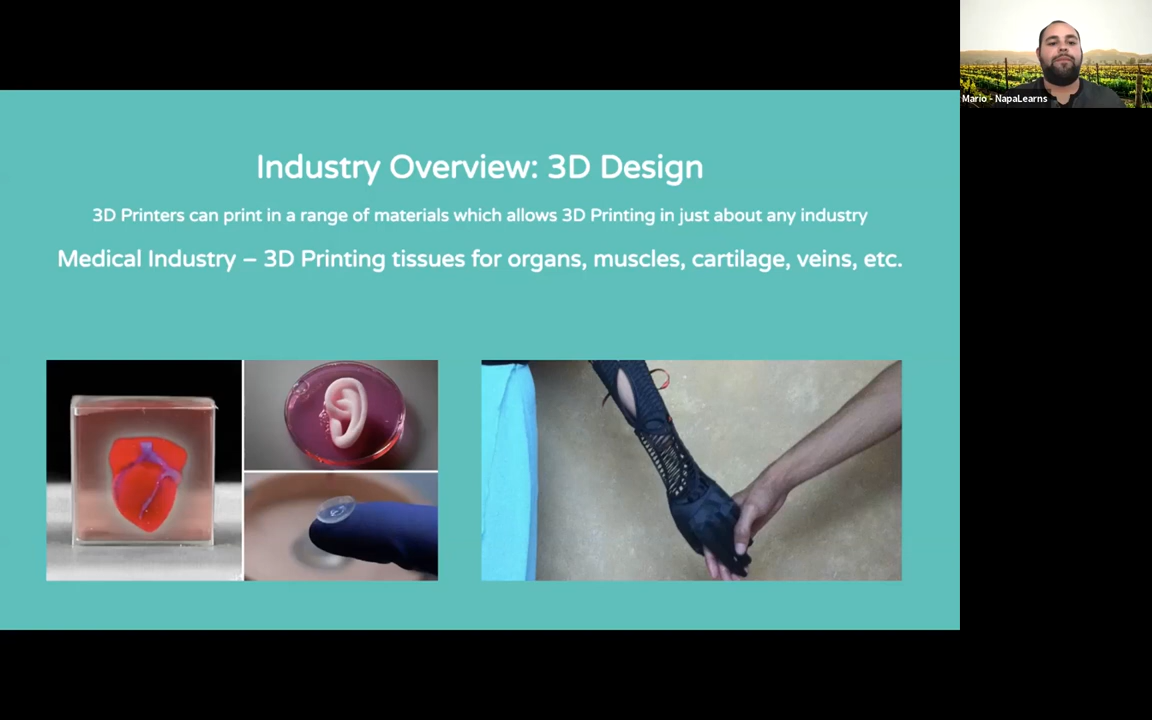 Industry Overview: 3D Design
3D Printers can print in a range of materials which allows 3D Printing in just about any industry
Medical Industry – 3D Printing tissues for organs, muscles, cartilage, veins, etc.
Mario - NapaLearns